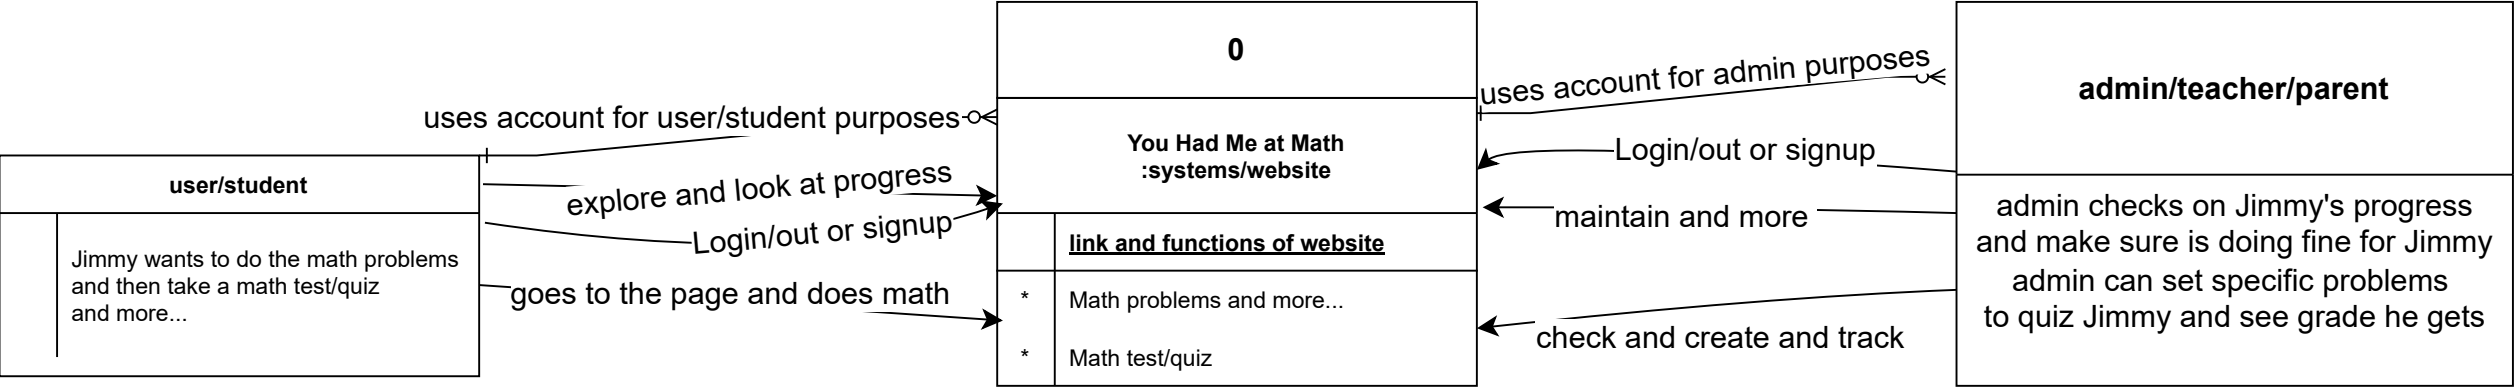 0
You Had Me at Math
:systems/website
link and functions of website
* Math problems and more...
* Math test/quiz
user/student
Jimmy wants to do the math problems
and then take a math test/quiz
and more...
uses account for user/student purposes
explore and look at progress
Login/out or signup
goes to the page and does math
uses account for admin purposes
Login/out or signup
maintain and more
check and create and track
admin/teacher/parent
admin checks on Jimmy's progress
and make sure is doing fine for Jimmy
admin can set specific problems
to quiz Jimmy and see grade he gets